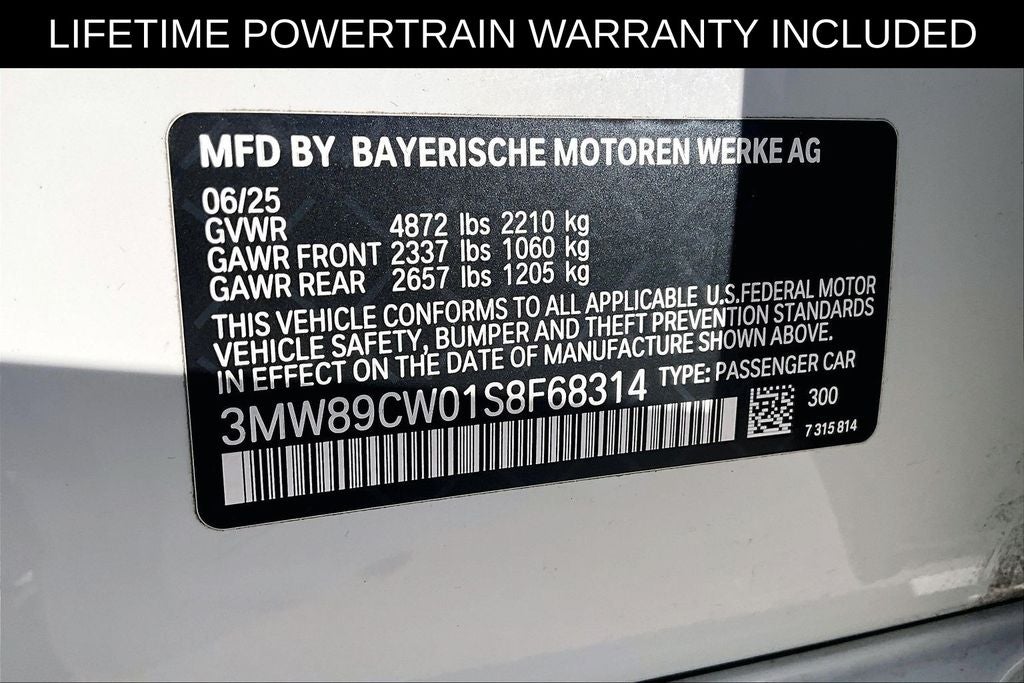 LIFETIME POWERTRAIN WARRANTY INCLUDED
MFD BY BAYERISCHE MOTOREN WERKE AG
06/25
GVWR 4872 lbs 2210 kg
GAWR FRONT 2337 lbs 1060 kg
GAWR REAR 2657 lbs 1205 kg
THIS VEHICLE CONFORMS TO ALL APPLICABLE U.S.FEDERAL MOTOR
VEHICLE SAFETY, BUMPER AND THEFT PREVENTION STANDARDS
IN EFFECT ON THE DATE OF MANUFACTURE SHOWN ABOVE.
3MW89CW01S8F68314 TYPE: PASSENGER CAR
300
7 315 814